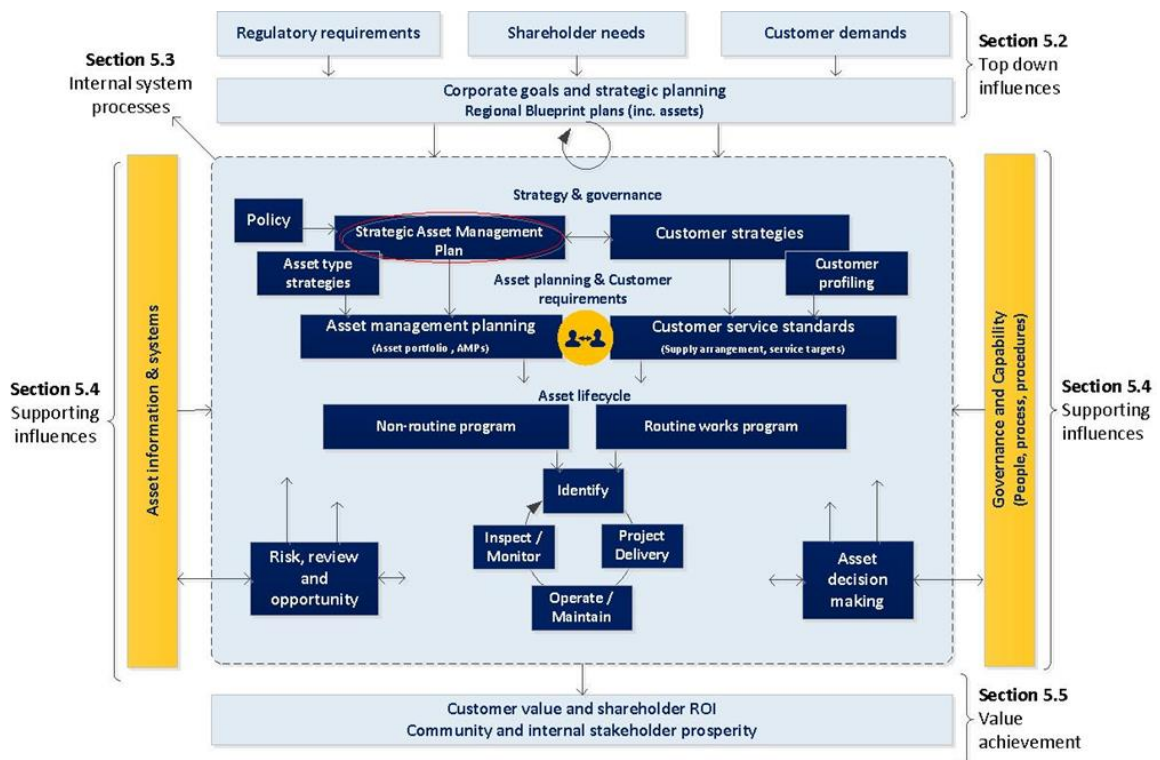 Regulatory requirements
Shareholder needs
Customer demands
Section 5.2
Top down
influences
Section 5.3
Internal system
processes
Corporate goals and strategic planning
Regional Blueprint plans (inc. assets)
Strategy & governance
Policy
Strategic Asset Management
Plan
Customer strategies
Asset type
strategies
Asset planning & Customer
requirements
Customer
profiling
Asset management planning
(Asset portfolio , AMPs)
Customer service standards
(Supply arrangement, service targets)
Section 5.4
Supporting
influences
Asset information & systems
Governance and Capability
(People, process, procedures)
Section 5.4
Supporting
influences
Asset lifecycle
Non-routine program
Routine works program
Identify
Inspect /
Monitor
Project
Delivery
Operate /
Maintain
Risk, review
and
opportunity
Asset
decision
making
Customer value and shareholder ROI
Community and internal stakeholder prosperity
Section 5.5
Value
achievement